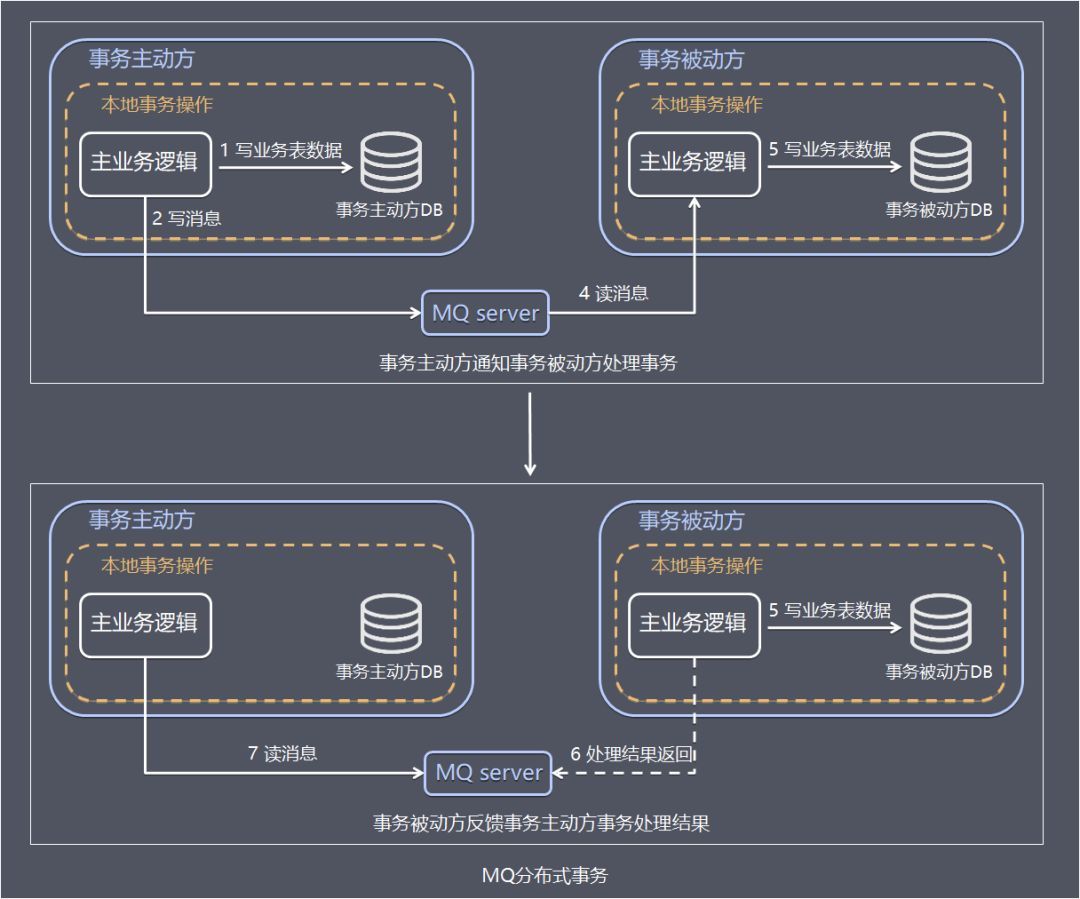 事务主动方
本地事务操作
主业务逻辑
1 写业务表数据
事务主动方DB
2 写消息
事务被动方
本地事务操作
主业务逻辑
5 写业务表数据
事务被动方DB
MQ server
4 读消息
事务主动方通知事务被动方处理事务
事务主动方
本地事务操作
主业务逻辑
事务主动方DB
事务被动方
本地事务操作
主业务逻辑
5 写业务表数据
事务被动方DB
7 读消息
MQ server
6 处理结果返回
事务被动方反馈事务主动方事务处理结果
MQ分布式事务